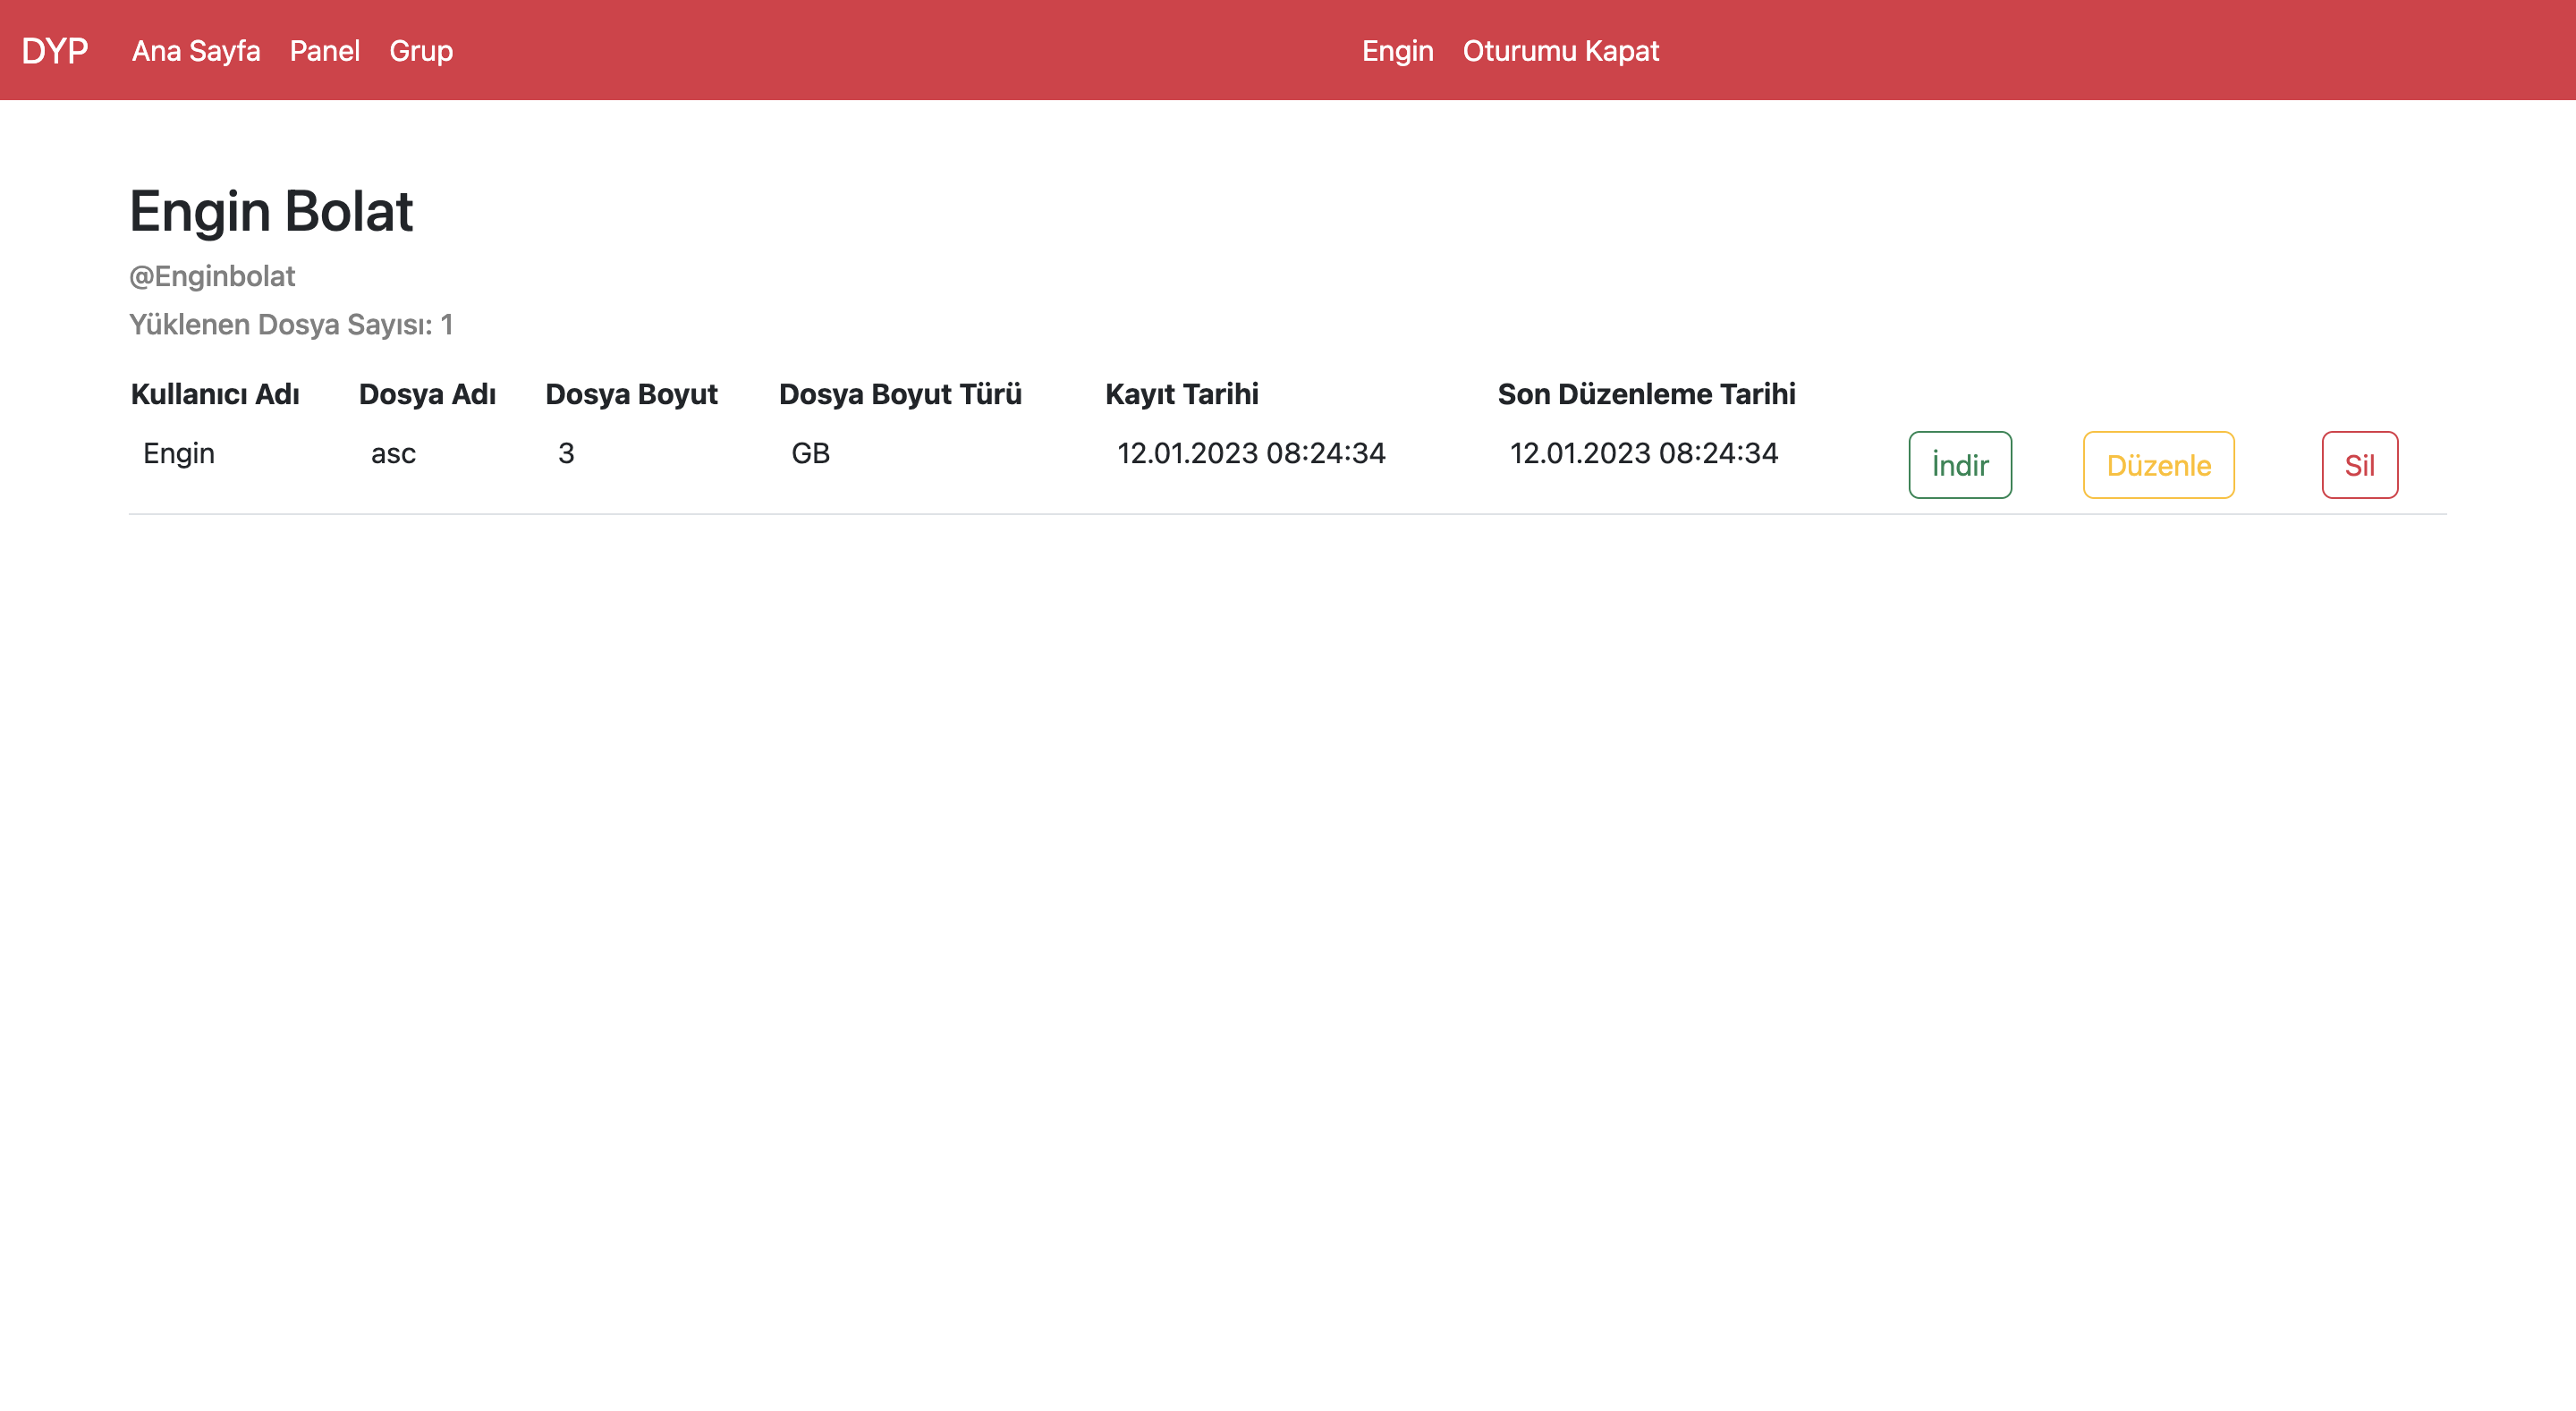 DYP Ana Sayfa Panel Grup Engin Oturumu Kapat
Engin Bolat
@Enginbolat
Yüklenen Dosya Sayısı: 1
Kullanıcı Adı Dosya Adı Dosya Boyut Dosya Boyut Türü Kayıt Tarihi Son Düzenleme Tarihi
Engin asc 3 GB 12.01.2023 08:24:34 12.01.2023 08:24:34 İndir Düzenle Sil